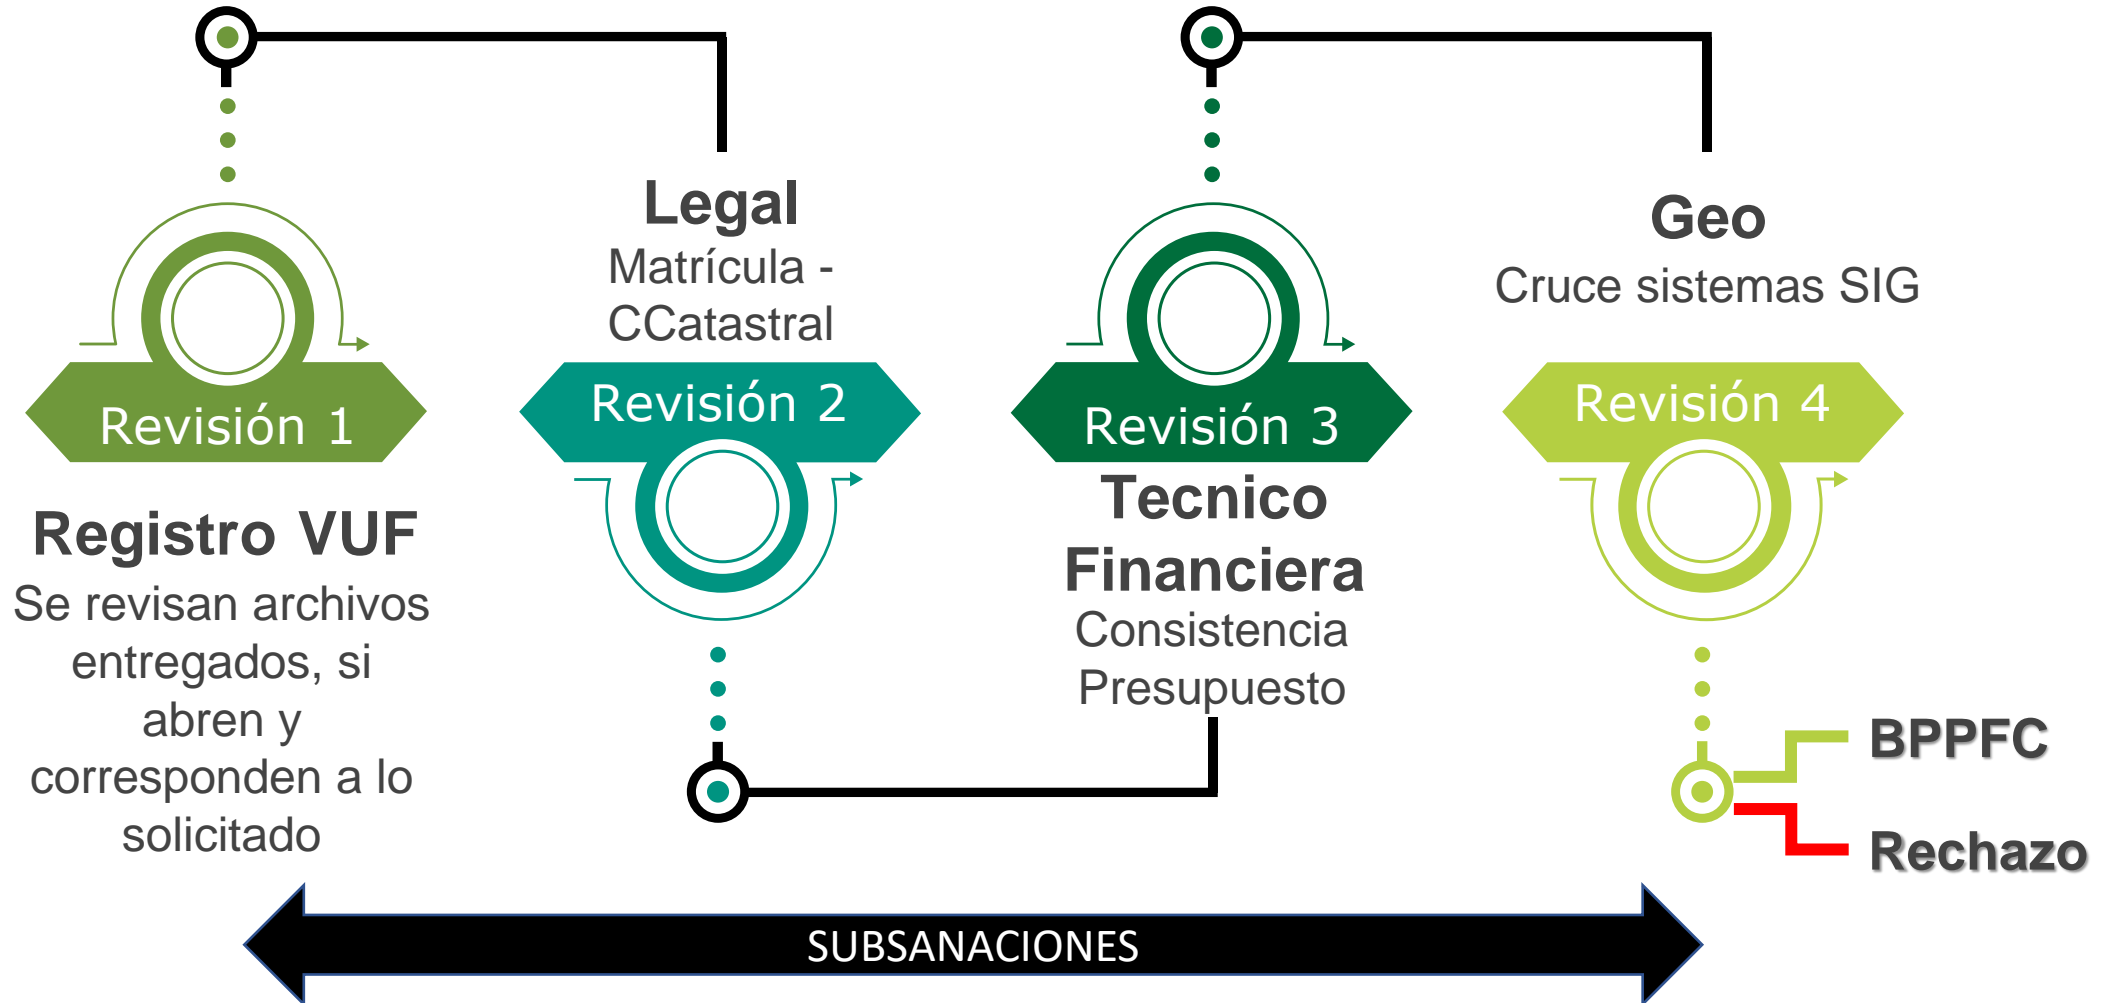 Revisión 1
Registro VUF
Se revisan archivos
entregados, si
abren y
corresponden a lo
solicitado
Legal
Matrícula -
CCatastral
Revisión 2
Revisión 3
Tecnico
Financiera
Consistencia
Presupuesto
Geo
Cruce sistemas SIG
Revisión 4
BPPFC
Rechazo
SUBSANACIONES